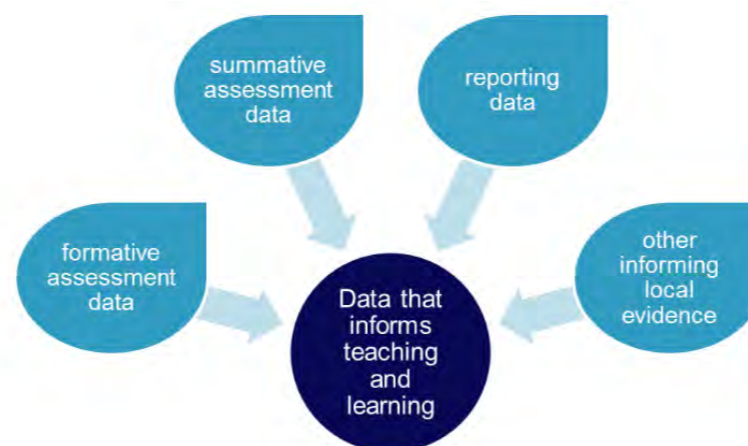 summative
assessment
data
reporting
data
formative
assessment
data
other
informing
local
evidence
Data that
informs
teaching
and
learning